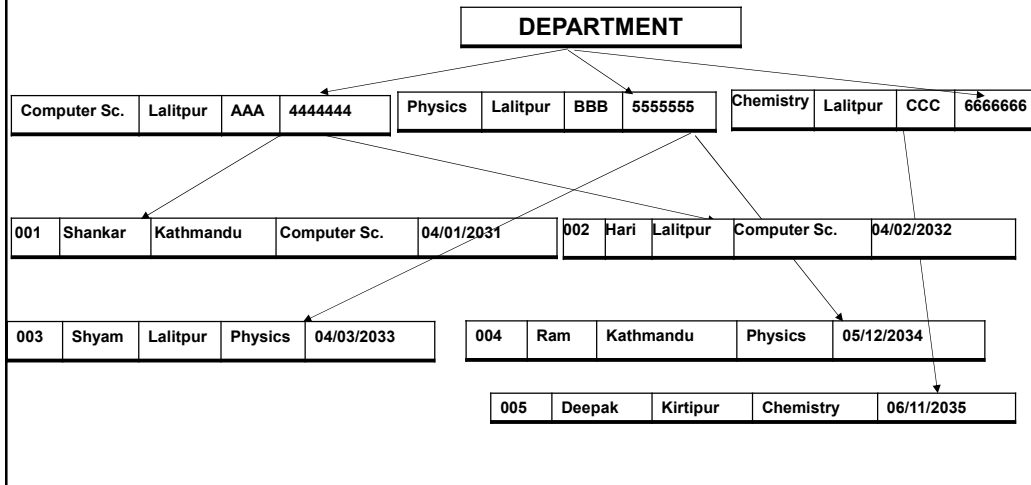 DEPARTMENT
Computer Sc. Lalitpur AAA 4444444
Physics Lalitpur BBB 5555555
Chemistry Lalitpur CCC 6666666
001 Shankar Kathmandu Computer Sc. 04/01/2031
002 Hari Lalitpur Computer Sc. 04/02/2032
003 Shyam Lalitpur Physics 04/03/2033
004 Ram Kathmandu Physics 05/12/2034
005 Deepak Kirtipur Chemistry 06/11/2035